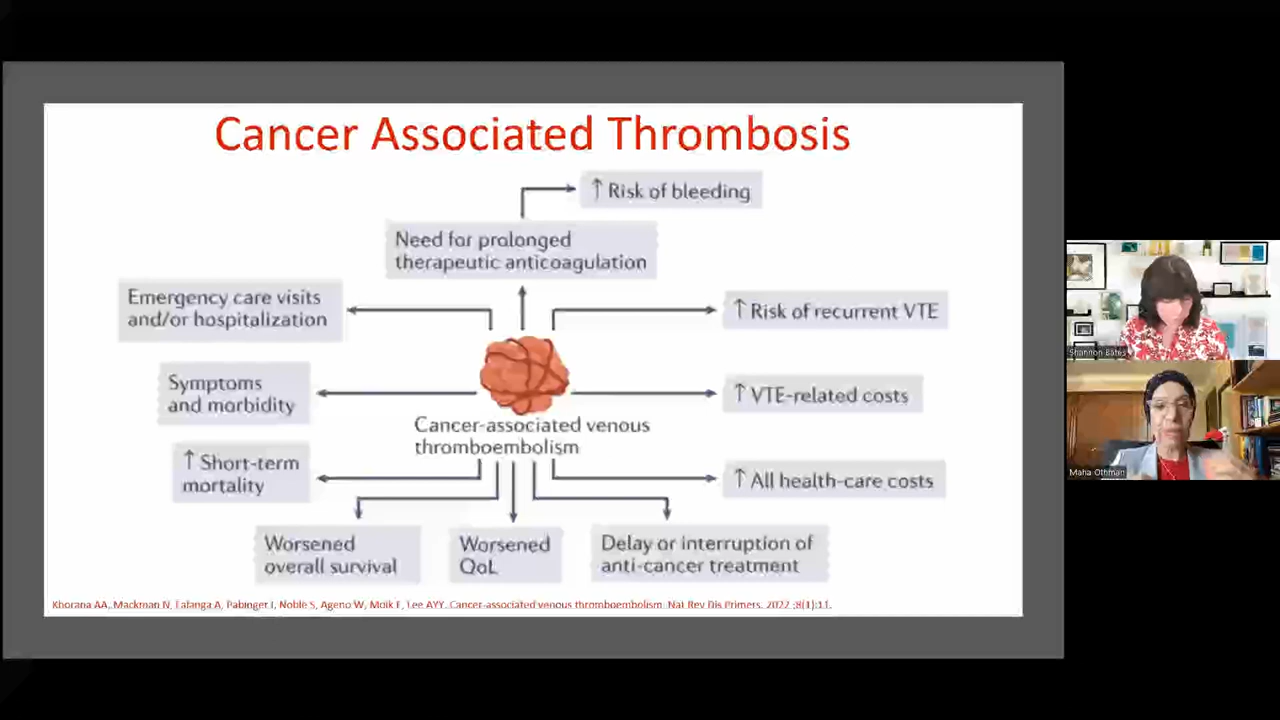 Cancer Associated Thrombosis
↑ Risk of bleeding
Need for prolonged
therapeutic anticoagulation
Emergency care visits
and/or hospitalization
↑ Risk of recurrent VTE
Symptoms
and morbidity
↑ VTE-related costs
Cancer-associated venous
thromboembolism
↑ Short-term
mortality
↑ All health-care costs
Worsened
overall survival
Worsened
QoL
Delay or interruption of
anti-cancer treatment
Khorana AA, Mackman N, Falanga A, Pabinger I, Noble S, Ageno W, Moik F, Lee AYY. Cancer-associated venous thromboembolism. Nat Rev Dis Primers. 2022 ;8(1):11.
Shannon Bates
Maha Othman